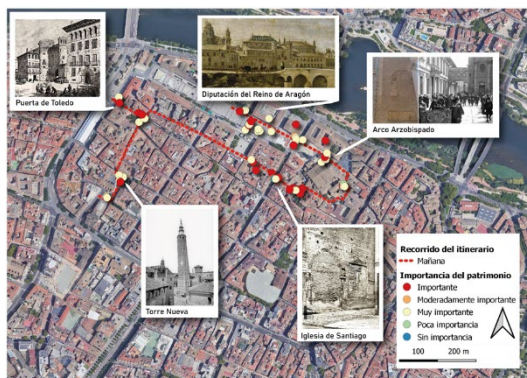 Puerta de Toledo
Diputación del Reino de Aragón
Arco Arzobispado
Torre Nueva
Iglesia de Santiago
Recorrido del itinerario
Mañana
Importancia del patrimonio
Importante
Moderadamente importante
Muy importante
Poca importancia
Sin importancia
100 200 m